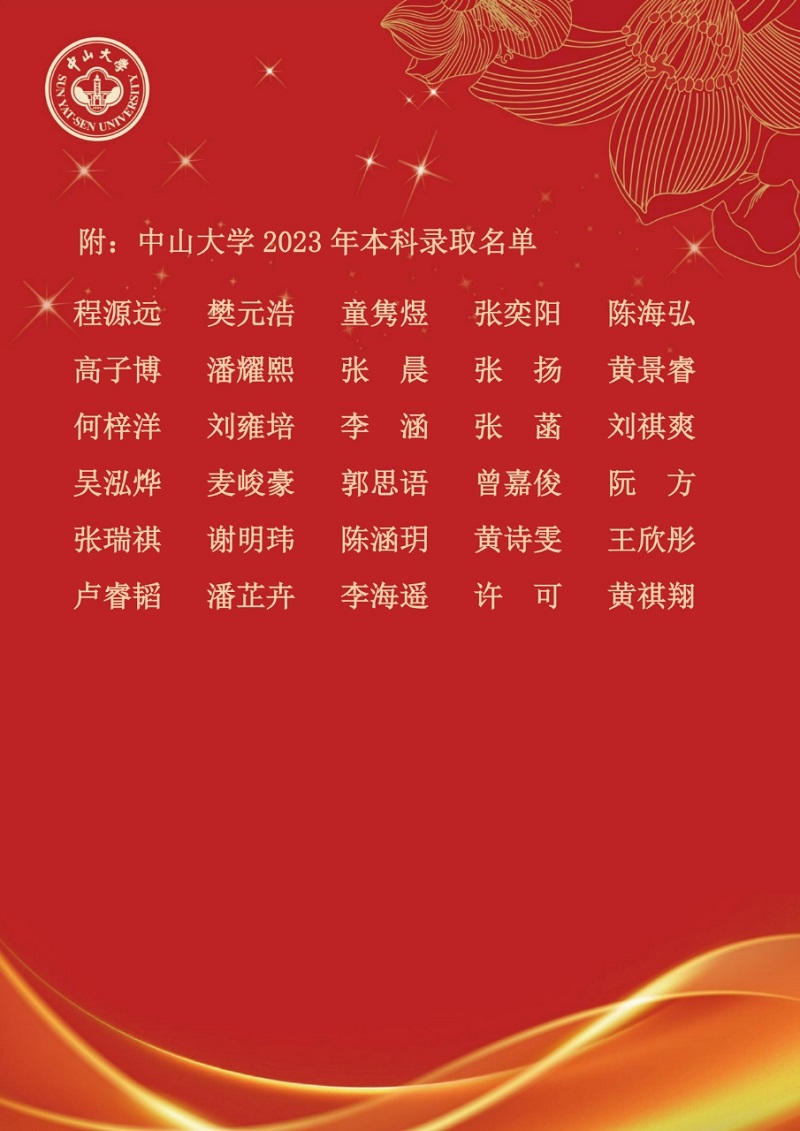 中山大学
SUN YAT-SEN UNIVERSITY
附：中山大学 2023 年本科录取名单
程源远 樊元浩 童隽煜 张奕阳 陈海弘
高子博 潘耀熙 张 晨 张 扬 黄景睿
何梓洋 刘雍培 李 涵 张 菡 刘祺爽
吴泓烨 麦峻豪 郭思语 曾嘉俊 阮 方
张瑞祺 谢明玮 陈涵玥 黄诗雯 王欣彤
卢睿韬 潘芷卉 李海遥 许 可 黄祺翔